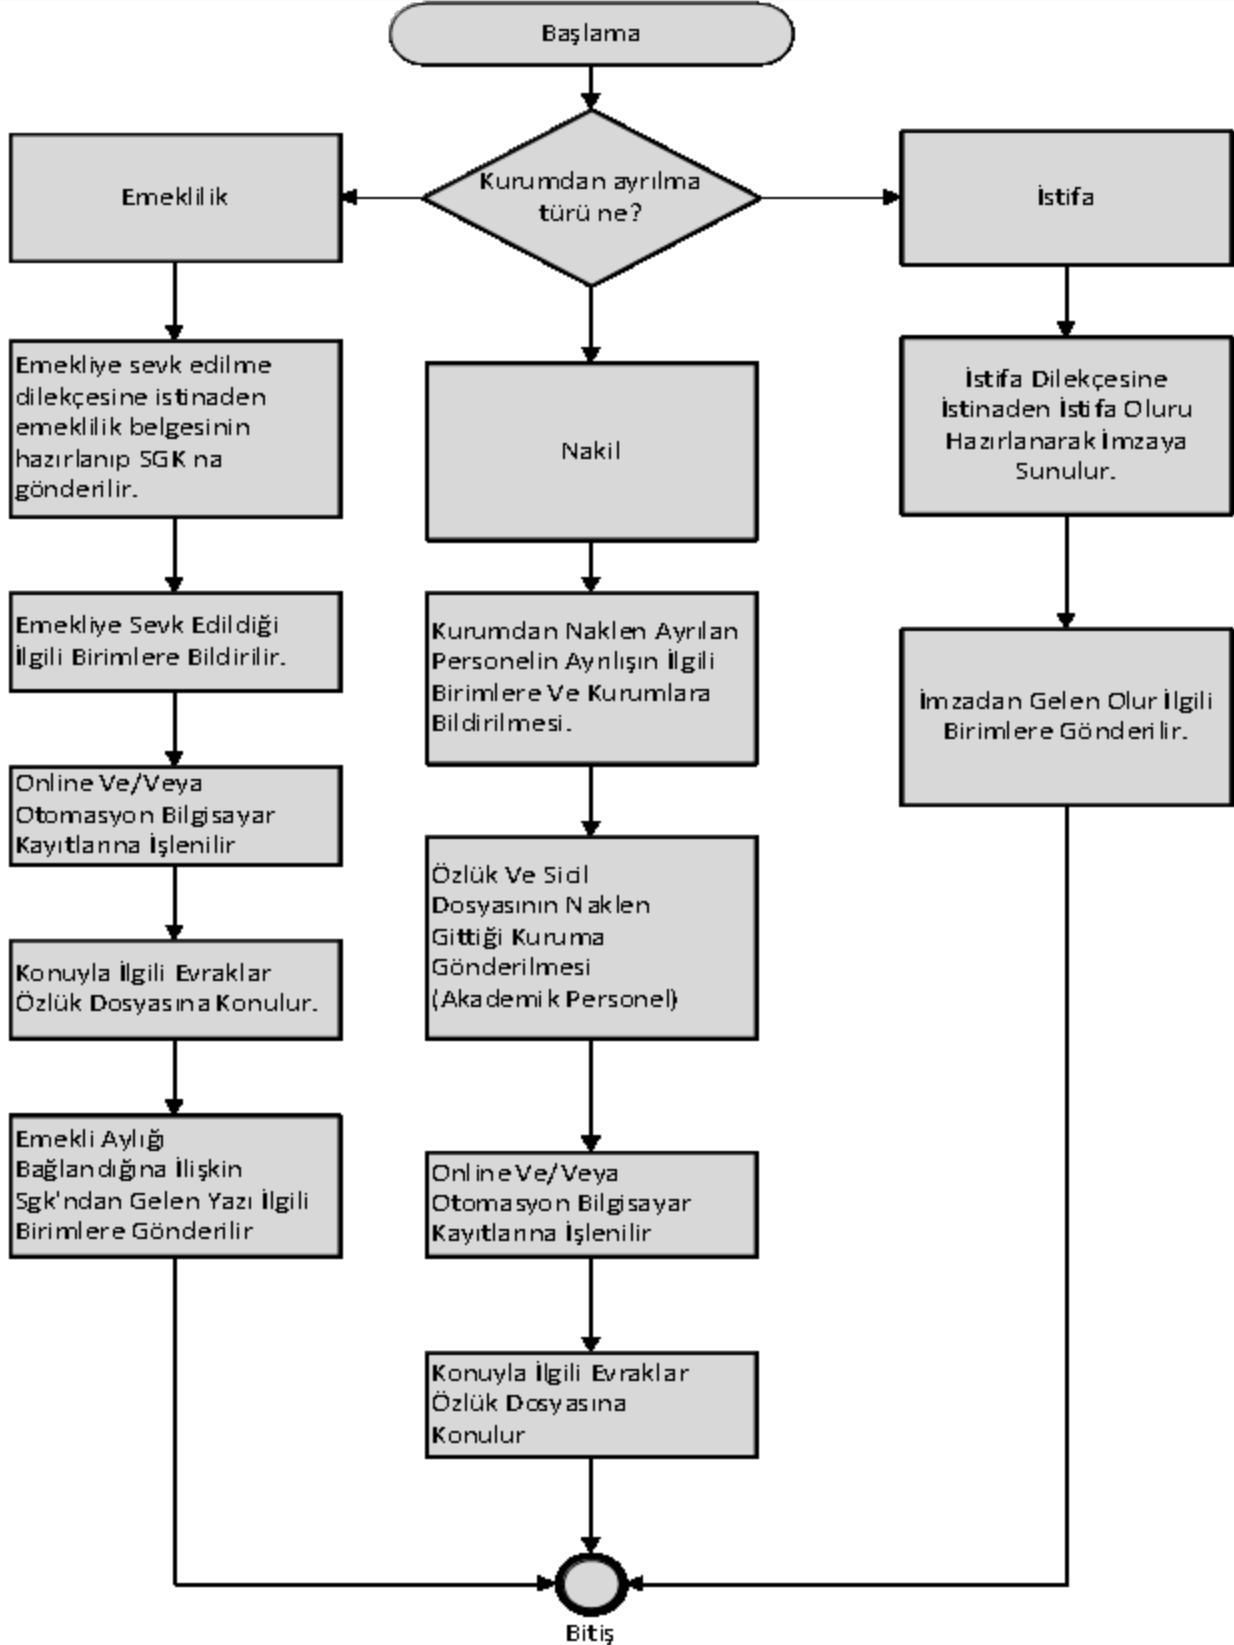 Başlama
Kurumdan ayrılma
türü ne?
Emeklilik
Emekliye sevk edilme
dilekçesine istinaden
emeklilik belgesinin
hazırlanıp SGK na
gönderilir.
Emekliye Sevk Edildiği
İlgili Birimlere Bildirilir.
Online Ve/Veya
Otomasyon Bilgisayar
Kayıtlarına İşlenilir
Konuyla İlgili Evraklar
Özlük Dosyasına Konulur.
Emekli Aylığı
Bağlandığına İlişkin
Sgk'ndan Gelen Yazı İlgili
Birimlere Gönderilir
Nakil
Kurumdan Naklen Ayrılan
Personelin Ayrılışın İlgili
Birimlere Ve Kurumlara
Bildirilmesi.
Özlük Ve Sicil
Dosyasının Naklen
Gittiği Kuruma
Gönderilmesi
(Akademik Personel)
Online Ve/Veya
Otomasyon Bilgisayar
Kayıtlarına İşlenilir
Konuyla İlgili Evraklar
Özlük Dosyasına
Konulur
İstifa
İstifa Dilekçesine
İstinaden İstifa Oluru
Hazırlanarak İmzaya
Sunulur.
İmzadan Gelen Olur İlgili
Birimlere Gönderilir.
Bitiş